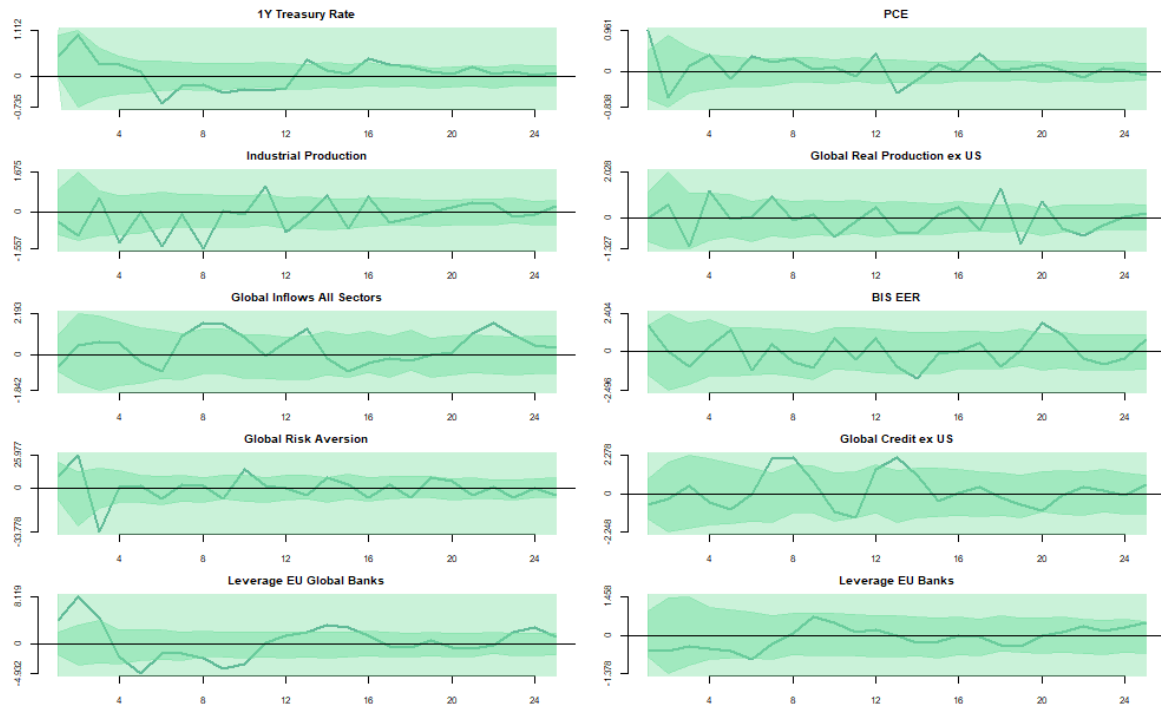 1Y Treasury Rate
1.112
0
-0.735
4 8 12 16 20 24
PCE
0.961
0
-0.838
4 8 12 16 20 24
Industrial Production
1.675
0
-1.557
4 8 12 16 20 24
Global Real Production ex US
2.028
0
-1.327
4 8 12 16 20 24
Global Inflows All Sectors
2.193
0
-1.842
4 8 12 16 20 24
BIS EER
2.404
0
-2.496
4 8 12 16 20 24
Global Risk Aversion
25.977
0
-33.778
4 8 12 16 20 24
Global Credit ex US
2.278
0
-2.248
4 8 12 16 20 24
Leverage EU Global Banks
8.119
0
-4.932
4 8 12 16 20 24
Leverage EU Banks
1.458
0
-1.378
4 8 12 16 20 24